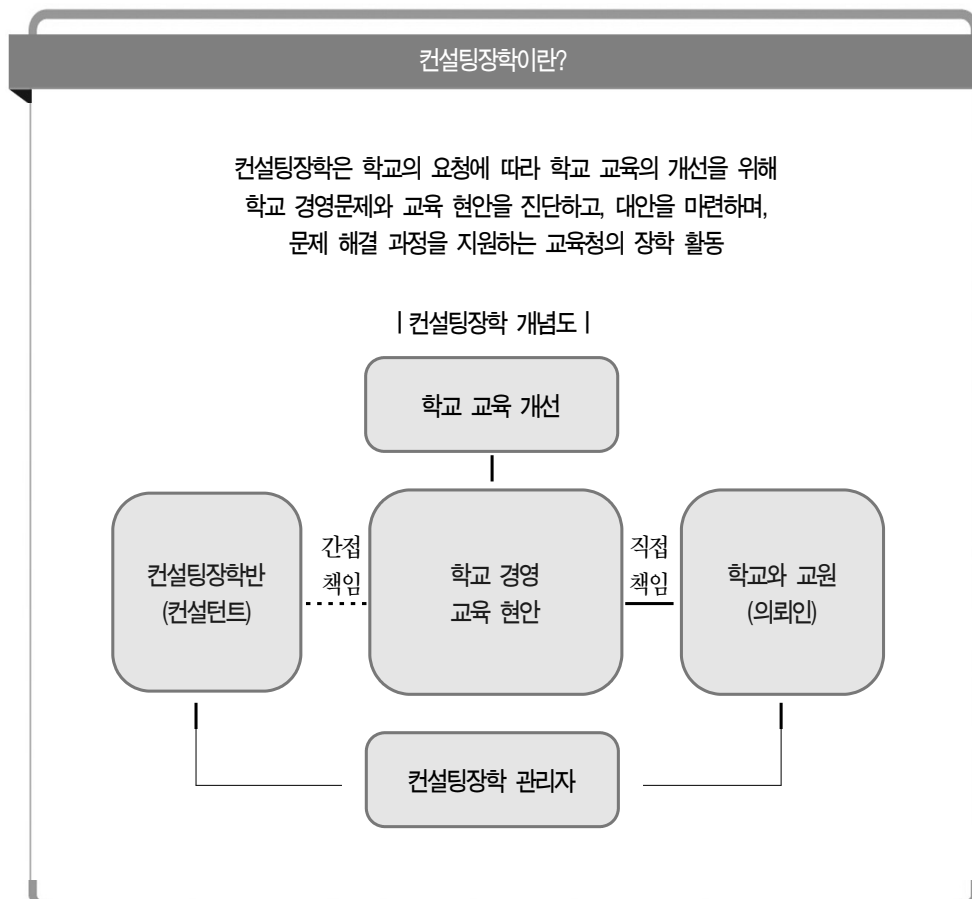 컨설팅장학이란?
컨설팅장학은 학교의 요청에 따라 학교 교육의 개선을 위해
학교 경영문제와 교육 현안을 진단하고, 대안을 마련하며,
문제 해결 과정을 지원하는 교육청의 장학 활동
| 컨설팅장학 개념도 |
학교 교육 개선
컨설팅장학반
(컨설턴트)
간접
책임
학교 경영
교육 현안
직접
책임
학교와 교원
(의뢰인)
컨설팅장학 관리자